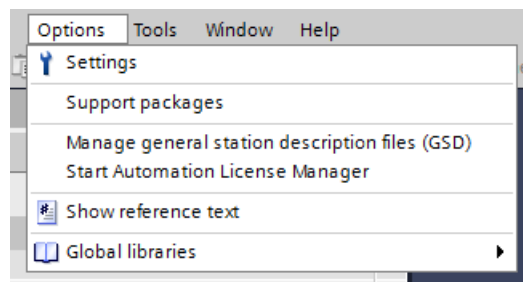 Options Tools Window Help
Settings
Support packages
Manage general station description files (GSD)
Start Automation License Manager
Show reference text
Global libraries